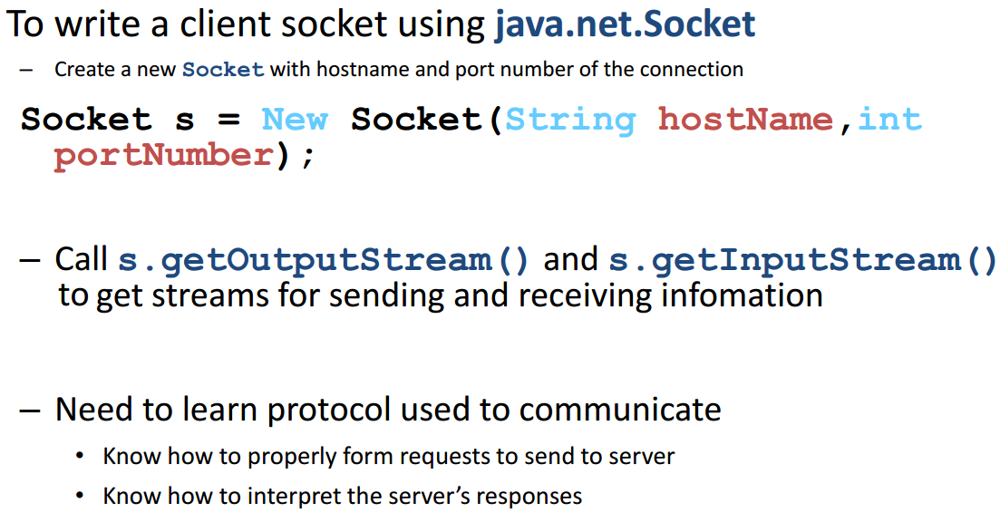 To write a client socket using java.net.Socket
– Create a new Socket with hostname and port number of the connection
Socket s = New Socket(String hostName,int
portNumber);
– Call s.getOutputStream() and s.getInputStream()
to get streams for sending and receiving infomation
– Need to learn protocol used to communicate
• Know how to properly form requests to send to server
• Know how to interpret the server’s responses